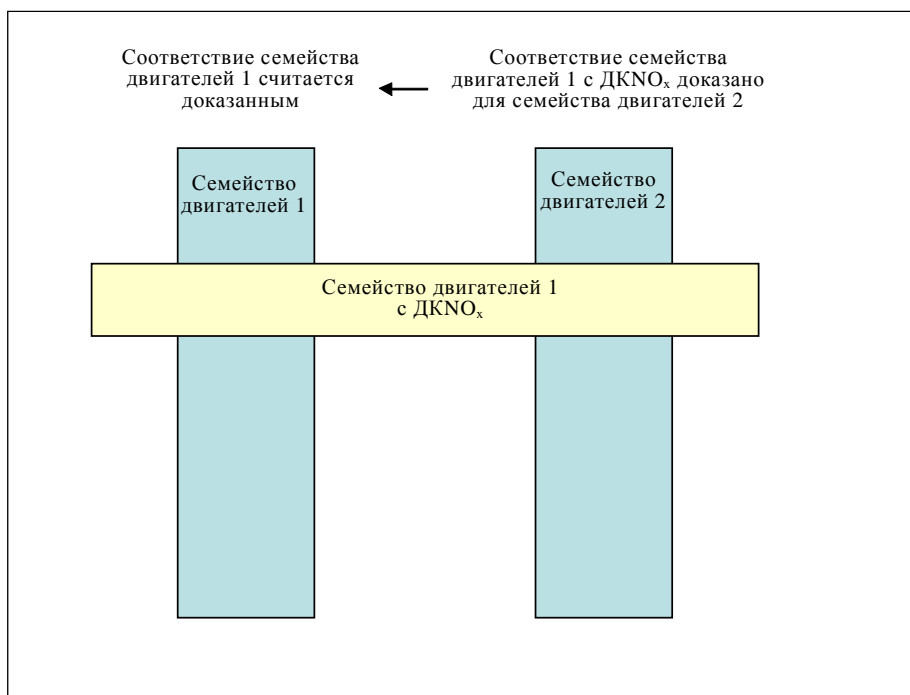 Соответствие семейства
двигателей 1 считается
доказанным
Соответствие семейства
двигателей 1 с ДКNOₓ доказано
для семейства двигателей 2
Семейство
двигателей 1
Семейство
двигателей 2
Семейство двигателей 1
с ДКNOₓ